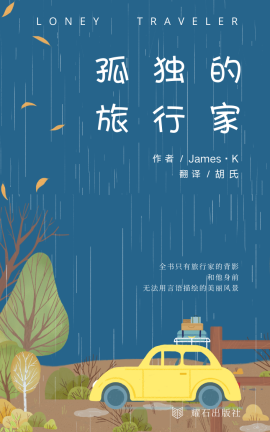 LONEY TRAVELER
孤独的
旅行家
作者 / James·K
翻译 / 胡氏
全书只有旅行家的背影
和他身前
无法用言语描绘的美丽风景
耀石出版社